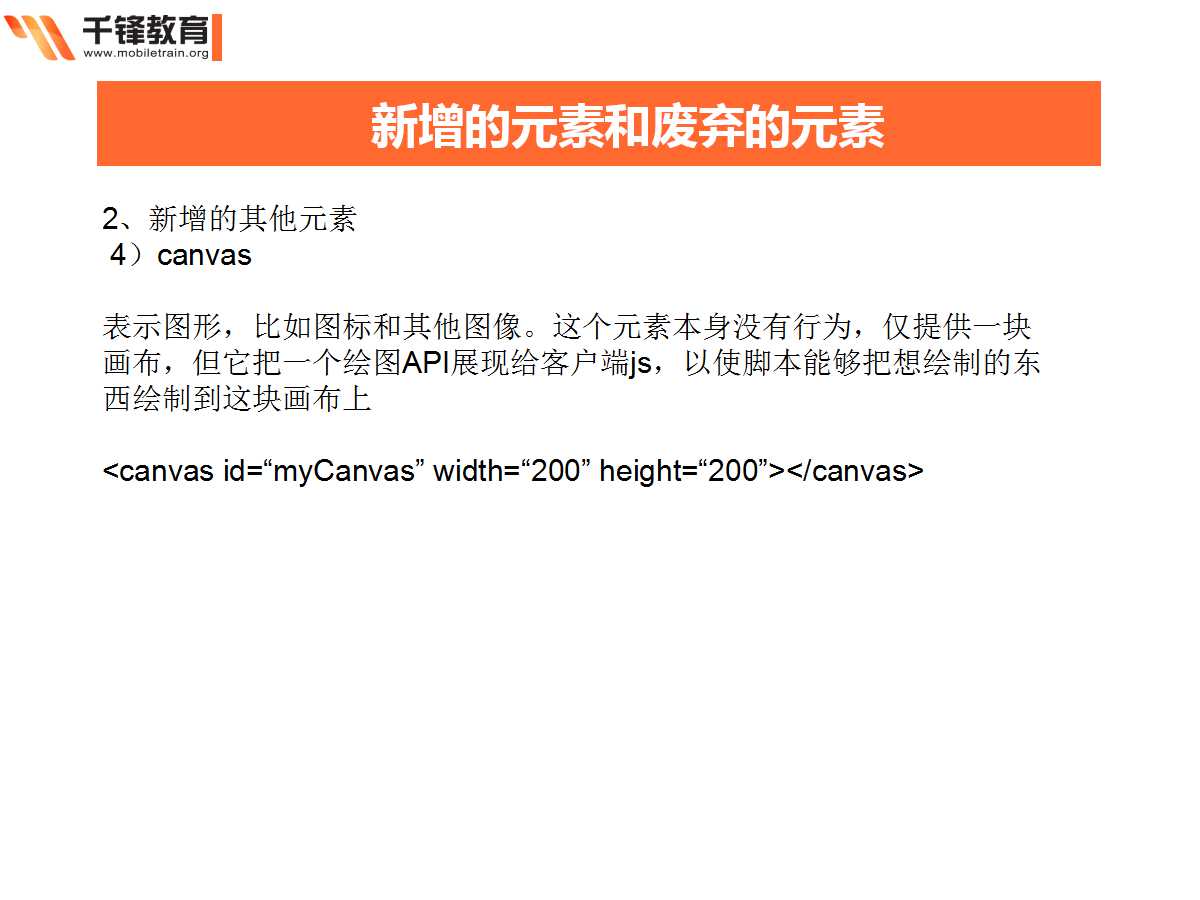 千锋教育
www.mobiletrain.org
新增的元素和废弃的元素
2、新增的其他元素
4）canvas
表示图形，比如图标和其他图像。这个元素本身没有行为，仅提供一块
画布，但它把一个绘图API展现给客户端js，以使脚本能够把想绘制的东
西绘制到这块画布上
<canvas id=“myCanvas” width=“200” height=“200”></canvas>